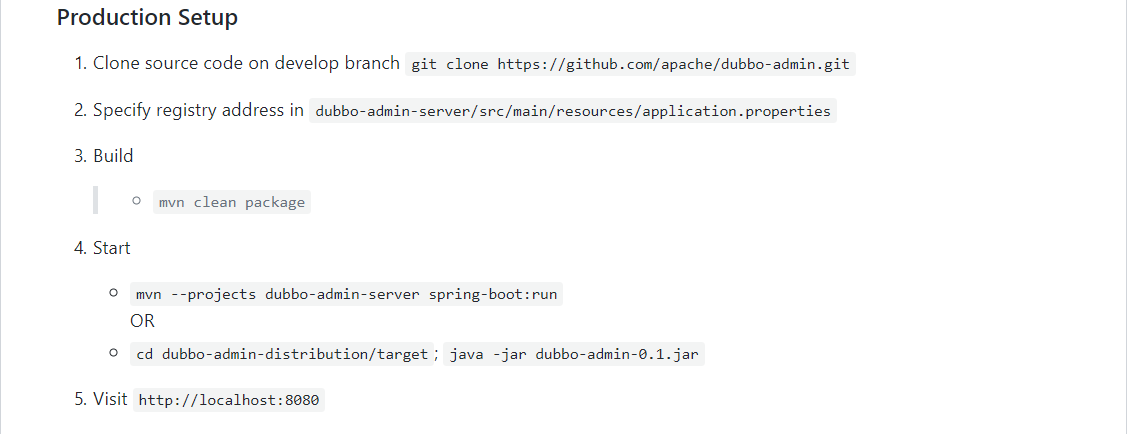 Production Setup
1. Clone source code on develop branch git clone https://github.com/apache/dubbo-admin.git
2. Specify registry address in dubbo-admin-server/src/main/resources/application.properties
3. Build
mvn clean package
4. Start
mvn --projects dubbo-admin-server spring-boot:run
OR
cd dubbo-admin-distribution/target; java -jar dubbo-admin-0.1.jar
5. Visit http://localhost:8080